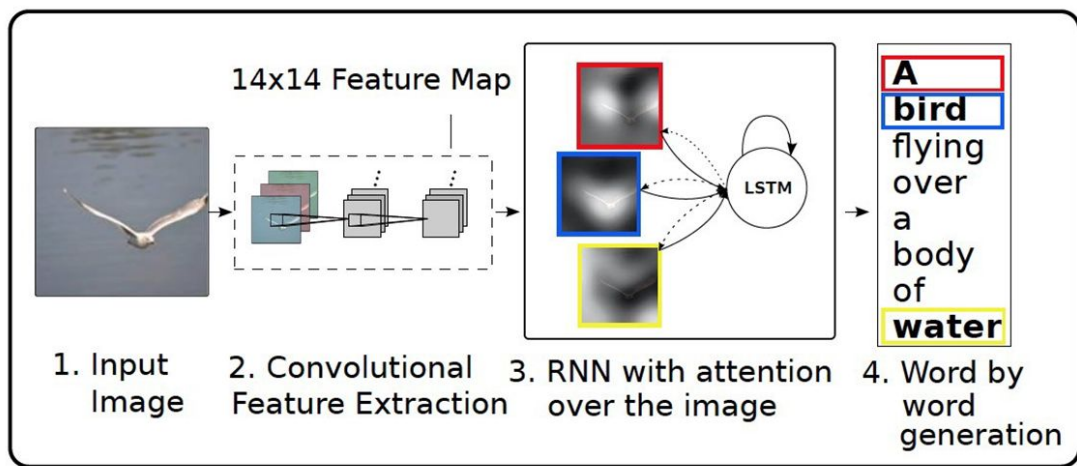 14x14 Feature Map
LSTM
A
bird
flying
over
a
body
of
water
1. Input
Image
2. Convolutional
Feature Extraction
3. RNN with attention
over the image
4. Word by
word
generation